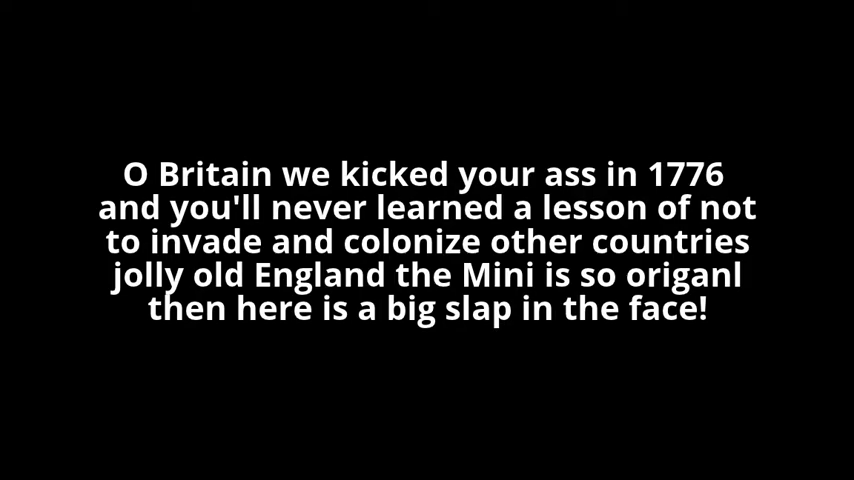 O Britain we kicked your ass in 1776
and you'll never learned a lesson of not
to invade and colonize other countries
jolly old England the Mini is so origanl
then here is a big slap in the face!